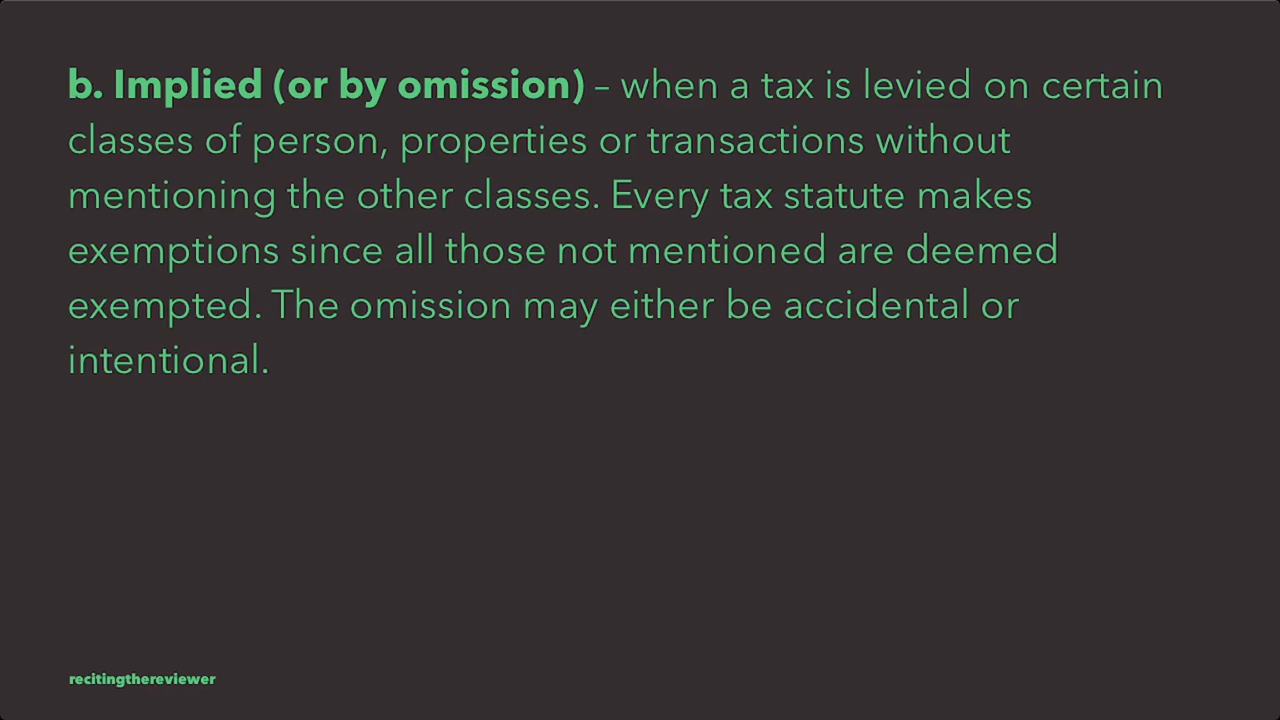 b. Implied (or by omission) – when a tax is levied on certain
classes of person, properties or transactions without
mentioning the other classes. Every tax statute makes
exemptions since all those not mentioned are deemed
exempted. The omission may either be accidental or
intentional.
recitingthereviewer